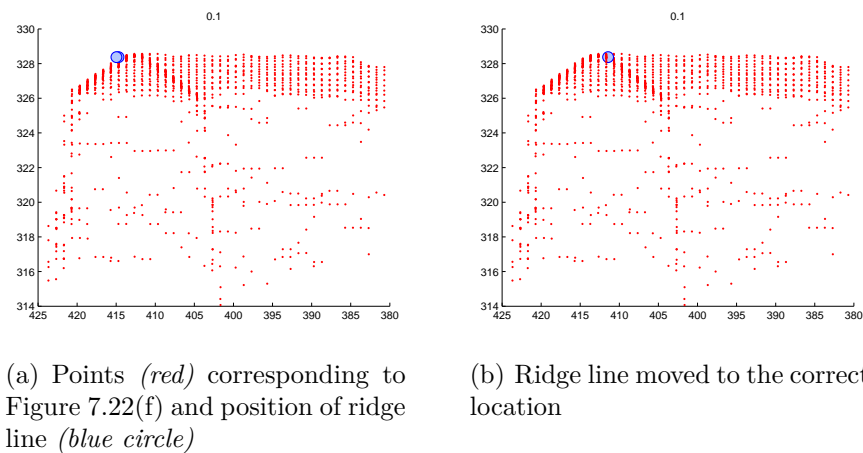 0.1
330
328
326
324
322
320
318
316
314
425 420 415 410 405 400 395 390 385 380
(a) Points (red) corresponding to
Figure 7.22(f) and position of ridge
line (blue circle)
0.1
330
328
326
324
322
320
318
316
314
425 420 415 410 405 400 395 390 385 380
(b) Ridge line moved to the correct
location